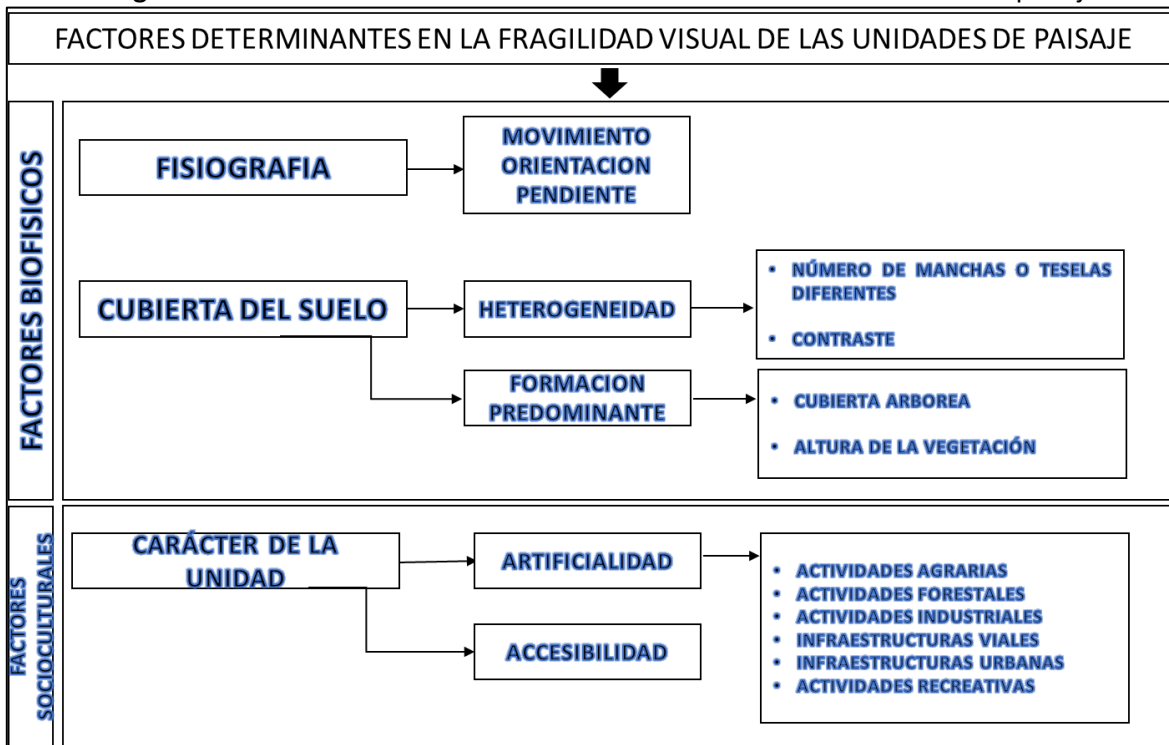 FACTORES DETERMINANTES EN LA FRAGILIDAD VISUAL DE LAS UNIDADES DE PAISAJE
FACTORES BIOFISICOS
FISIOGRAFIA
MOVIMIENTO
ORIENTACION
PENDIENTE
CUBIERTA DEL SUELO
HETEROGENEIDAD
• NÚMERO DE MANCHAS O TESELAS
DIFERENTES
• CONTRASTE
FORMACION
PREDOMINANTE
• CUBIERTA ARBOREA
• ALTURA DE LA VEGETACIÓN
FACTORES
SOCIOCULTURALES
CARÁCTER DE LA
UNIDAD
ARTIFICIALIDAD
ACCESIBILIDAD
• ACTIVIDADES AGRARIAS
• ACTIVIDADES FORESTALES
• ACTIVIDADES INDUSTRIALES
• INFRAESTRUCTURAS VIALES
• INFRAESTRUCTURAS URBANAS
• ACTIVIDADES RECREATIVAS